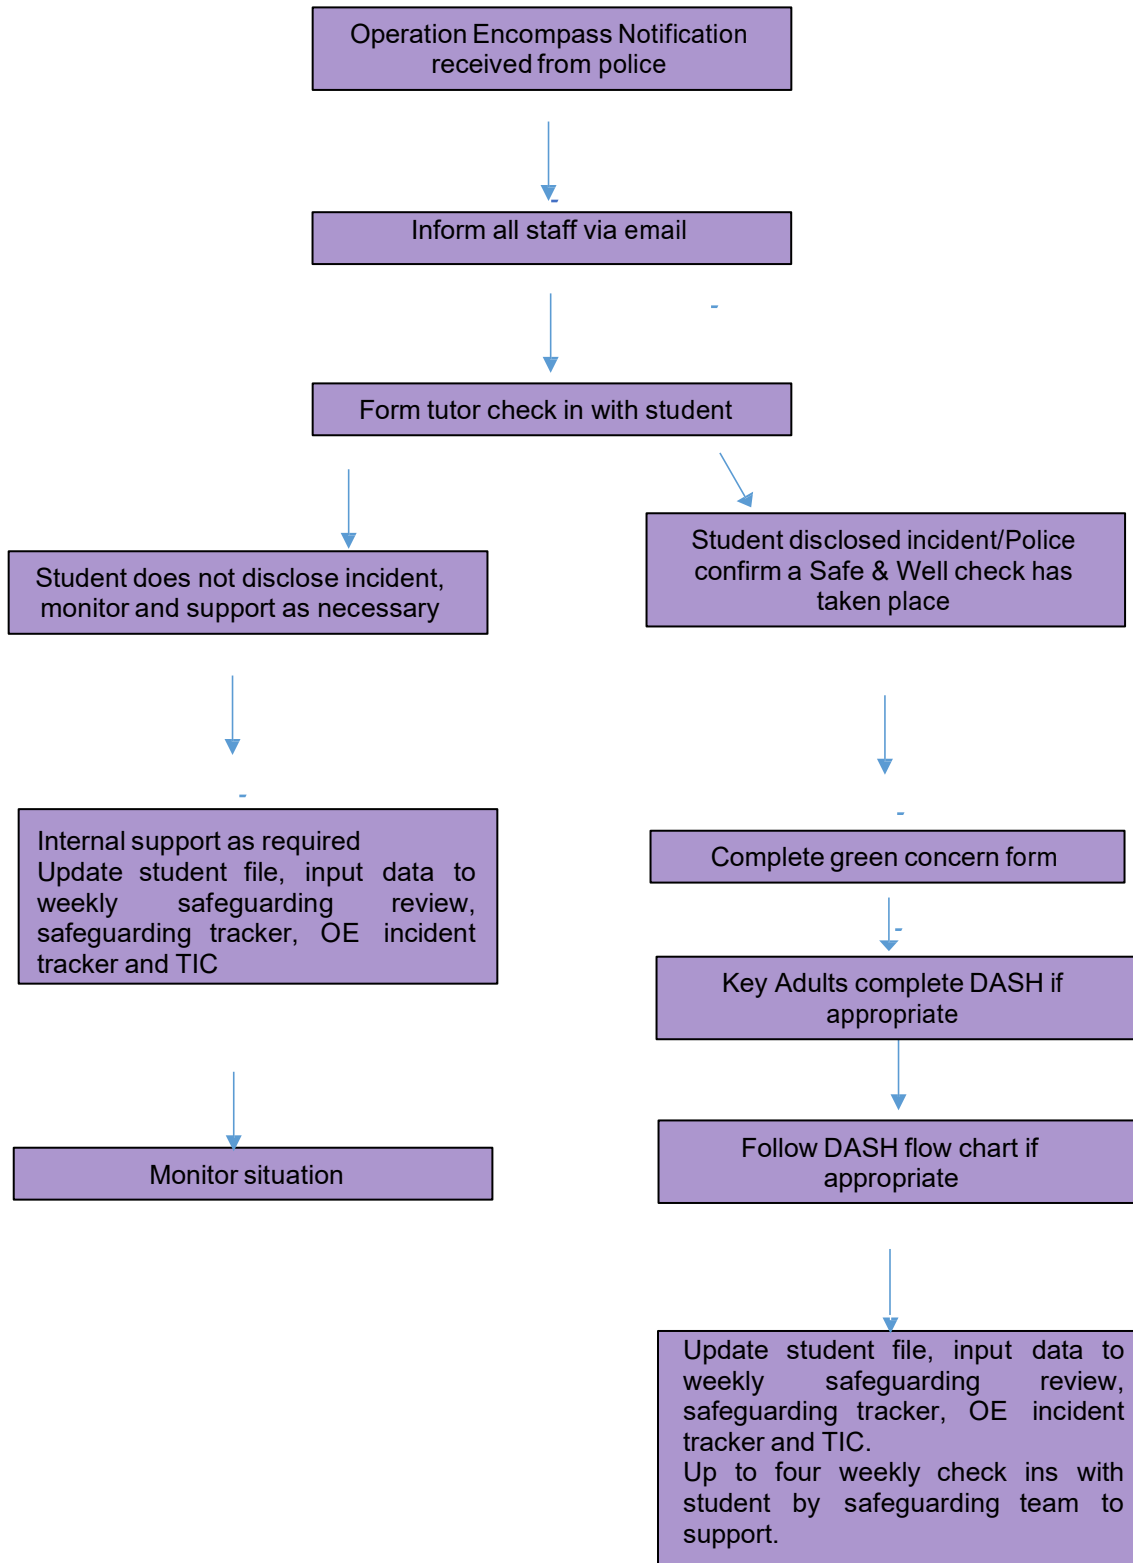 Operation Encompass Notification
received from police
Inform all staff via email
Form tutor check in with student
Student does not disclose incident,
monitor and support as necessary
Student disclosed incident/Police
confirm a Safe & Well check has
taken place
Internal support as required
Update student file, input data to
weekly safeguarding review,
safeguarding tracker, OE incident
tracker and TIC
Complete green concern form
Key Adults complete DASH if
appropriate
Monitor situation
Follow DASH flow chart if
appropriate
Update student file, input data to
weekly safeguarding review,
safeguarding tracker, OE incident
tracker and TIC.
Up to four weekly check ins with
student by safeguarding team to
support.